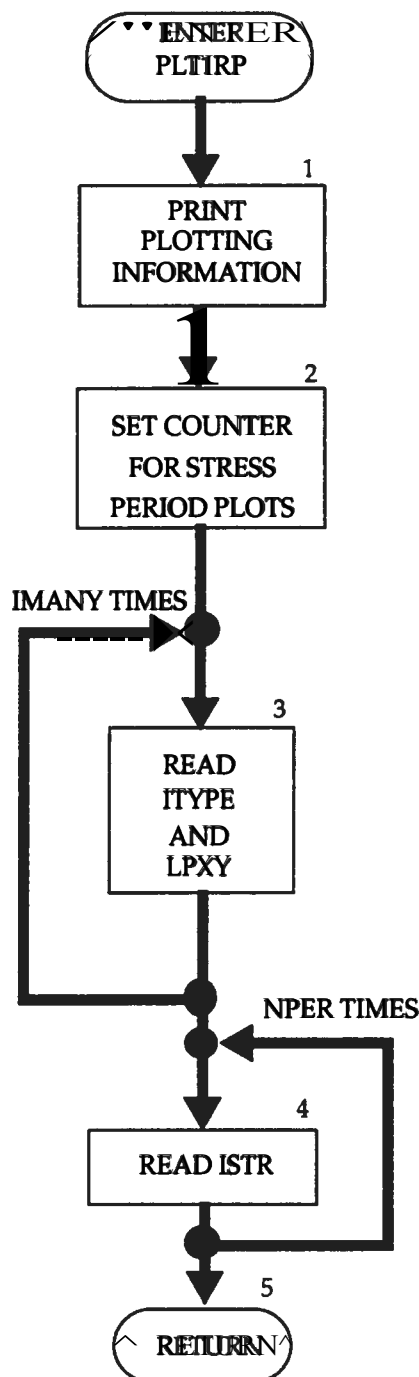 ENTER
PLT1RP
1
PRINT
PLOTTING
INFORMATION
2
SET COUNTER
FOR STRESS
PERIOD PLOTS
IMANY TIMES
3
READ
ITYPE
AND
LPXY
NPER TIMES
4
READ ISTR
5
RETURN